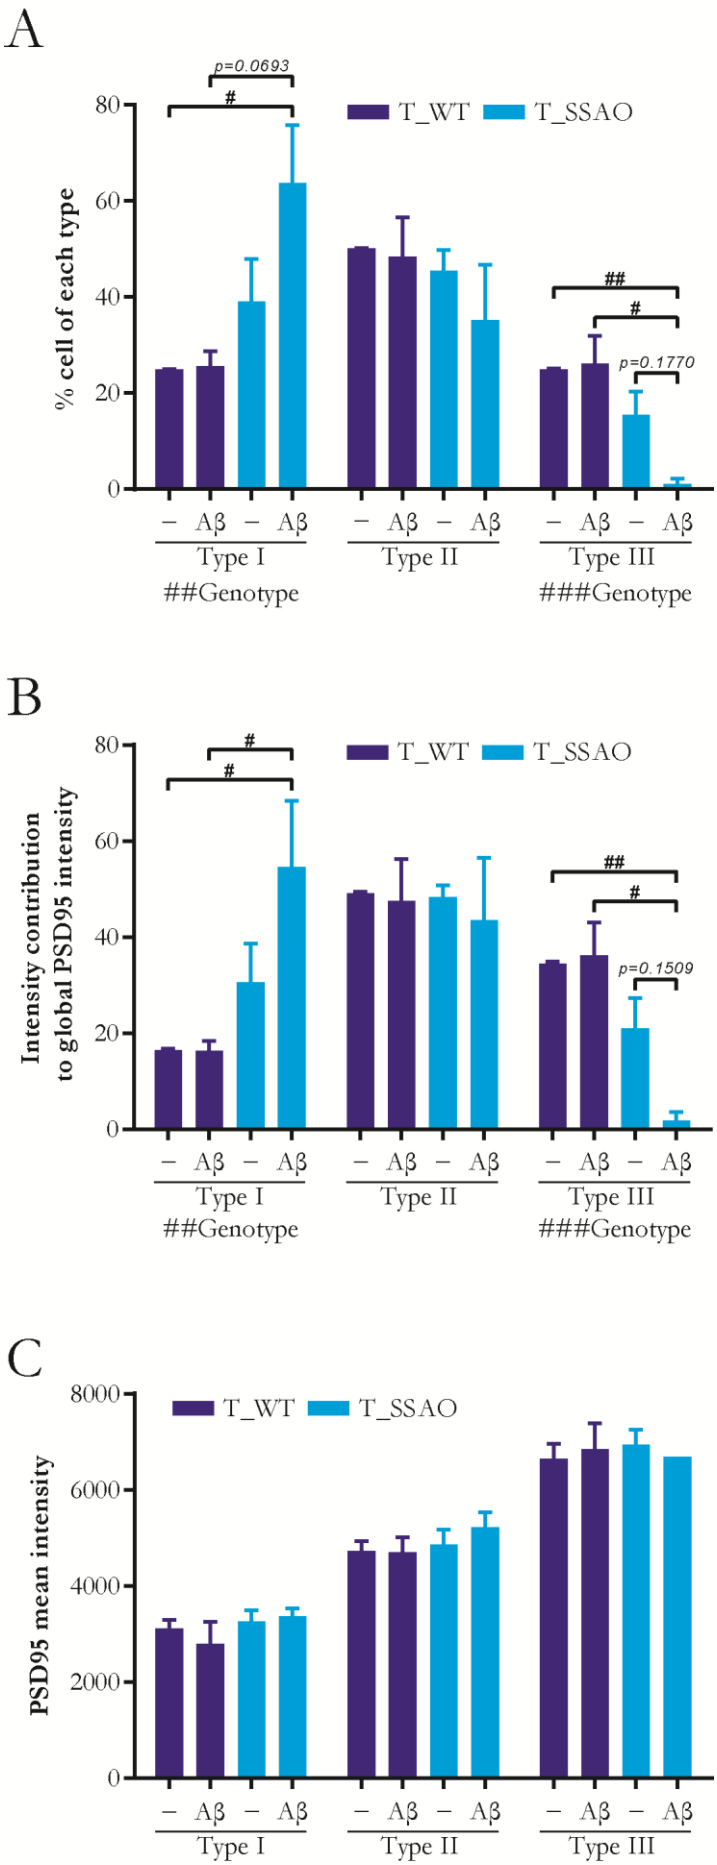 A
p=0.0693
#
80
T_WT T_SSAO
60
##
40
#
p=0.1770
20
0
% cell of each type
– Aβ – Aβ – Aβ – Aβ – Aβ – Aβ
Type I Type II Type III
##Genotype ###Genotype
B
#
80
T_WT T_SSAO
#
60
##
#
40
p=0.1509
20
0
Intensity contribution
to global PSD95 intensity
– Aβ – Aβ – Aβ – Aβ – Aβ – Aβ
Type I Type II Type III
##Genotype ###Genotype
C
8000
T_WT T_SSAO
6000
4000
2000
0
PSD95 mean intensity
– Aβ – Aβ – Aβ – Aβ – Aβ – Aβ
Type I Type II Type III